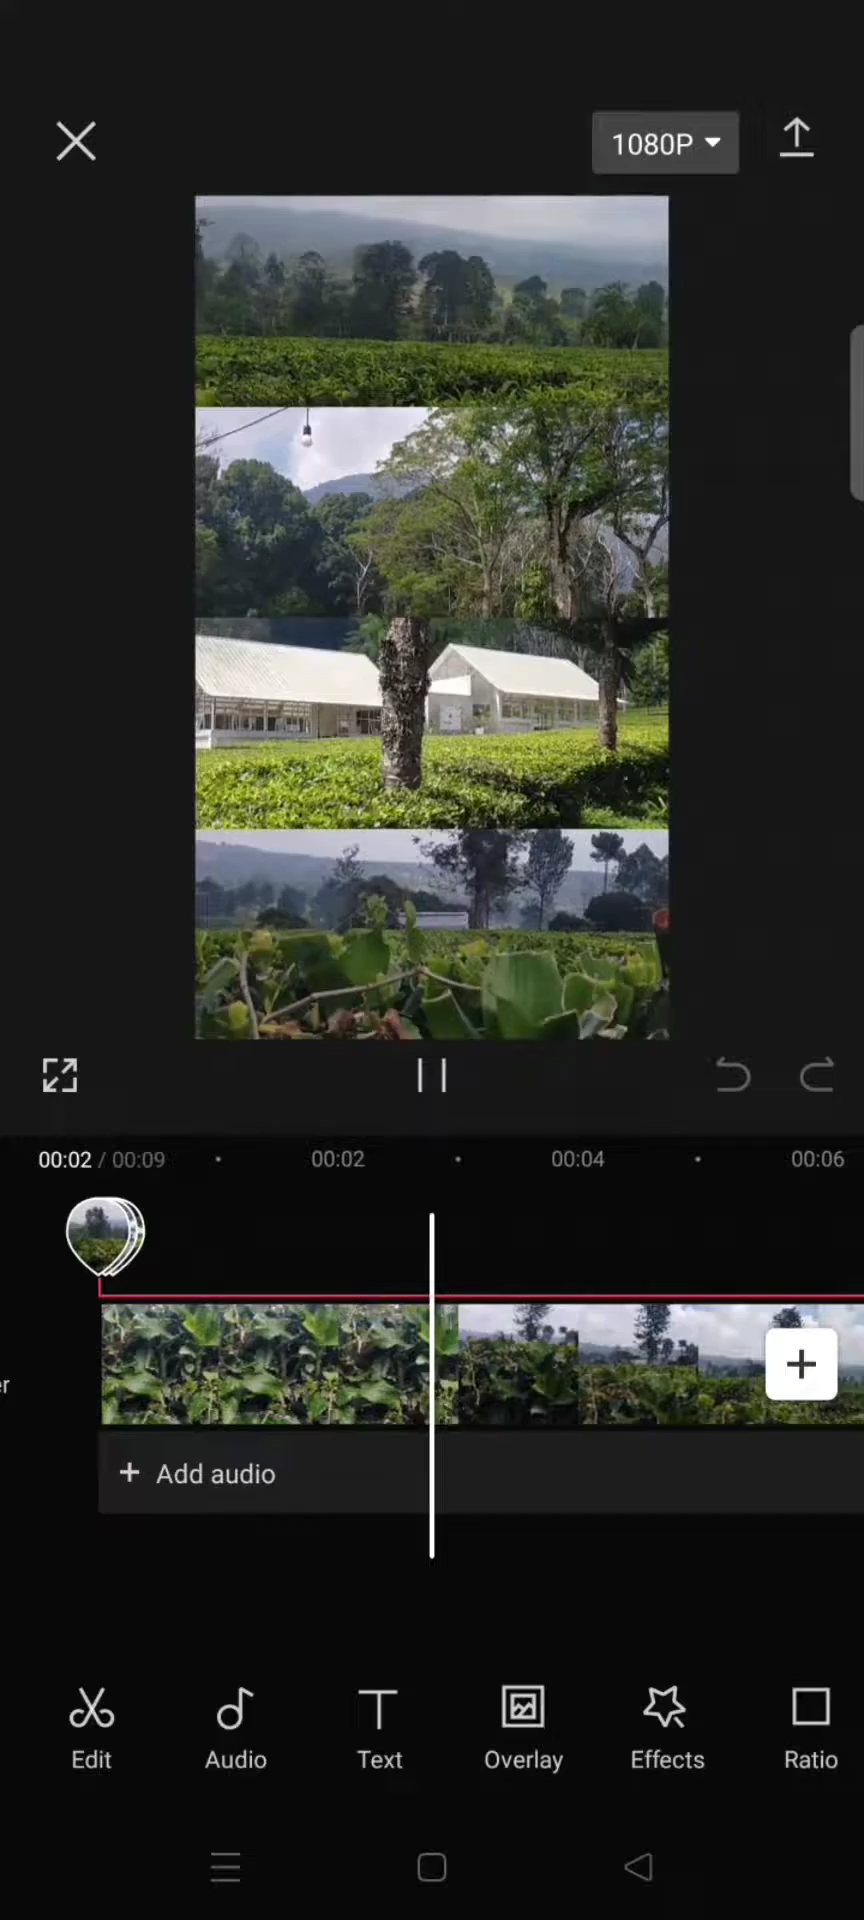 1080P
00:02 / 00:09
00:02
00:04
00:06
er
+ Add audio
Edit
Audio
Text
Overlay
Effects
Ratio